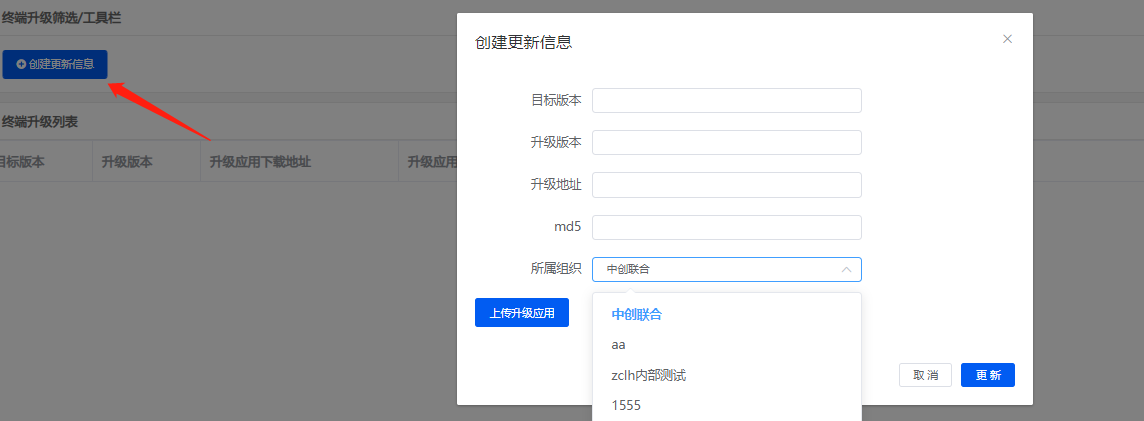 终端升级筛选/工具栏
创建更新信息
终端升级列表
目标版本
升级版本
升级应用下载地址
升级应用
创建更新信息
目标版本
升级版本
升级地址
md5
所属组织
中创联合
上传升级应用
中创联合
aa
zclh内部测试
1555
取消
更新